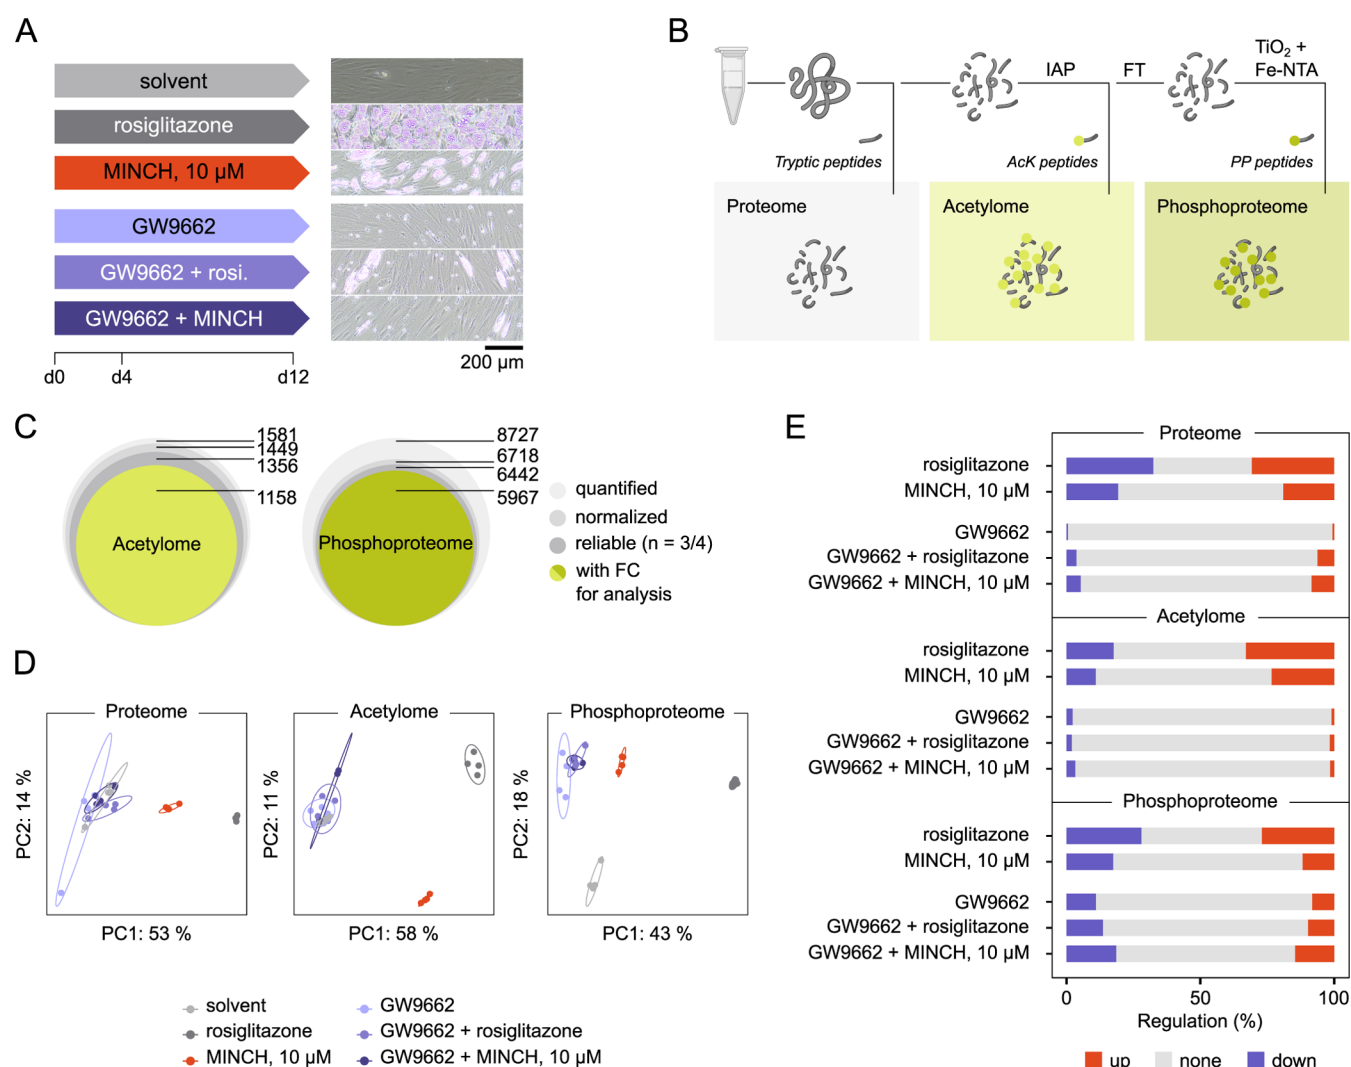 A
solvent
rosiglitazone
MINCH, 10 µM
GW9662
GW9662 + rosi.
GW9662 + MINCH
d0
d4
d12
200 µm
B
IAP
FT
TiO₂ +
Fe-NTA
Tryptic peptides
AcK peptides
PP peptides
Proteome
Acetylome
Phosphoproteome
C
1581
1449
1356
1158
Acetylome
8727
6718
6442
5967
Phosphoproteome
quantified
normalized
reliable (n = 3/4)
with FC
for analysis
D
Proteome
PC2: 14 %
PC1: 53 %
Acetylome
PC2: 11 %
PC1: 58 %
Phosphoproteome
PC2: 18 %
PC1: 43 %
solvent
rosiglitazone
MINCH, 10 µM
GW9662
GW9662 + rosiglitazone
GW9662 + MINCH, 10 µM
E
Proteome
rosiglitazone
MINCH, 10 µM
GW9662
GW9662 + rosiglitazone
GW9662 + MINCH, 10 µM
Acetylome
rosiglitazone
MINCH, 10 µM
GW9662
GW9662 + rosiglitazone
GW9662 + MINCH, 10 µM
Phosphoproteome
rosiglitazone
MINCH, 10 µM
GW9662
GW9662 + rosiglitazone
GW9662 + MINCH, 10 µM
0
50
100
Regulation (%)
up
none
down